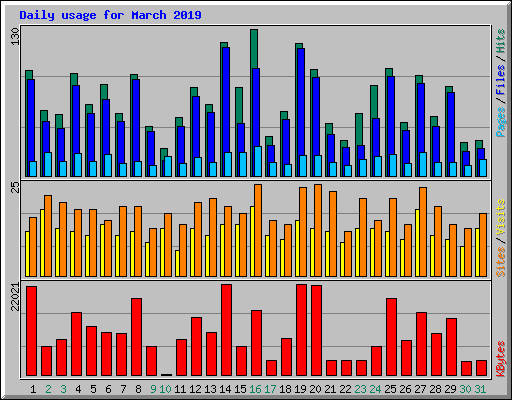 Daily usage for March 2019
130
Pages/Files/Hits
25
Sites/Visits
22021
KBytes
1 2 3 4 5 6 7 8 9 10 11 12 13 14 15 16 17 18 19 20 21 22 23 24 25 26 27 28 29 30 31